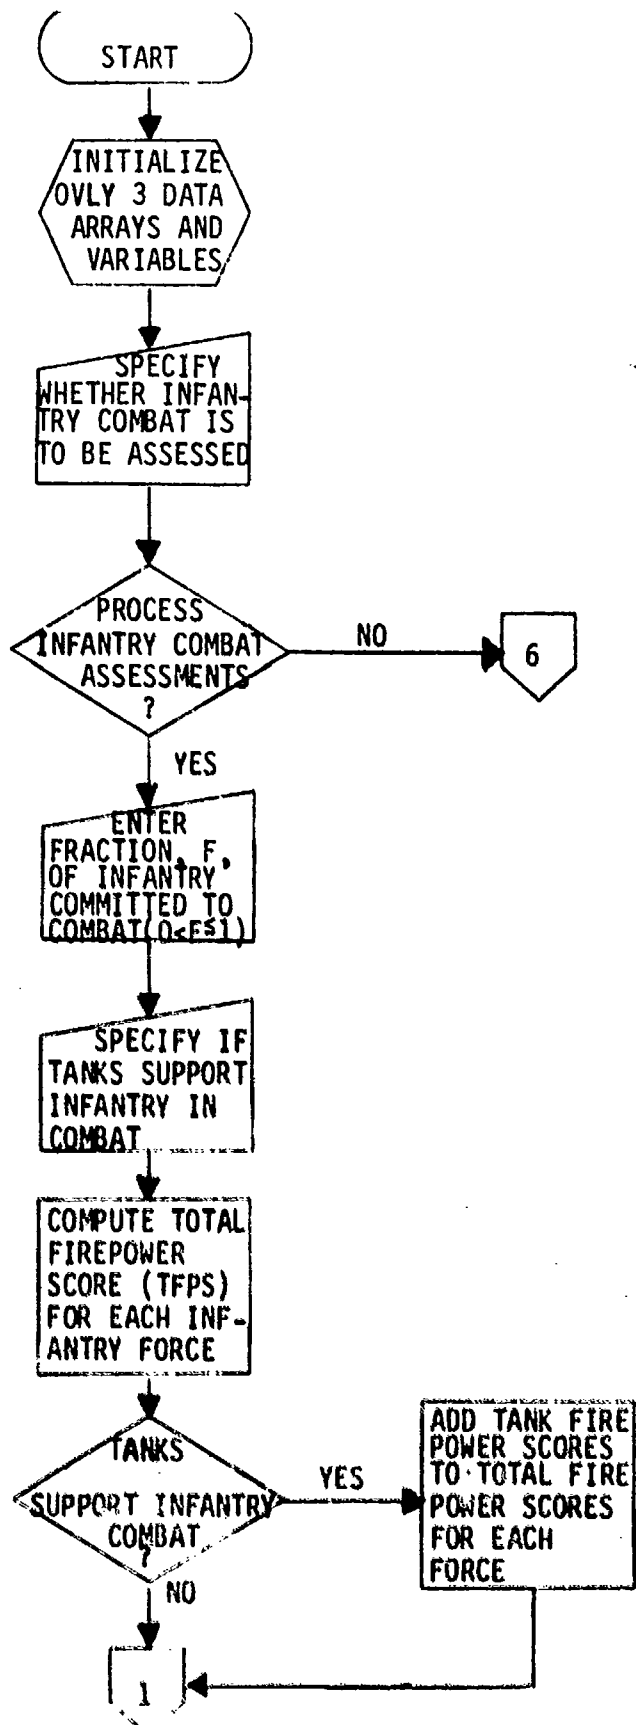 START
INITIALIZE
OVLY 3 DATA
ARRAYS AND
VARIABLES
SPECIFY
WHETHER INFAN-
TRY COMBAT IS
TO BE ASSESSED
PROCESS
INFANTRY COMBAT
ASSESSMENTS
?
NO
6
YES
ENTER
FRACTION, F,
OF INFANTRY
COMMITTED TO
COMBAT(0<F≤1)
SPECIFY IF
TANKS SUPPORT
INFANTRY IN
COMBAT
COMPUTE TOTAL
FIREPOWER
SCORE (TFPS)
FOR EACH INF-
ANTRY FORCE
TANKS
SUPPORT INFANTRY
COMBAT
?
YES
ADD TANK FIRE
POWER SCORES
TO TOTAL FIRE
POWER SCORES
FOR EACH
FORCE
NO
1